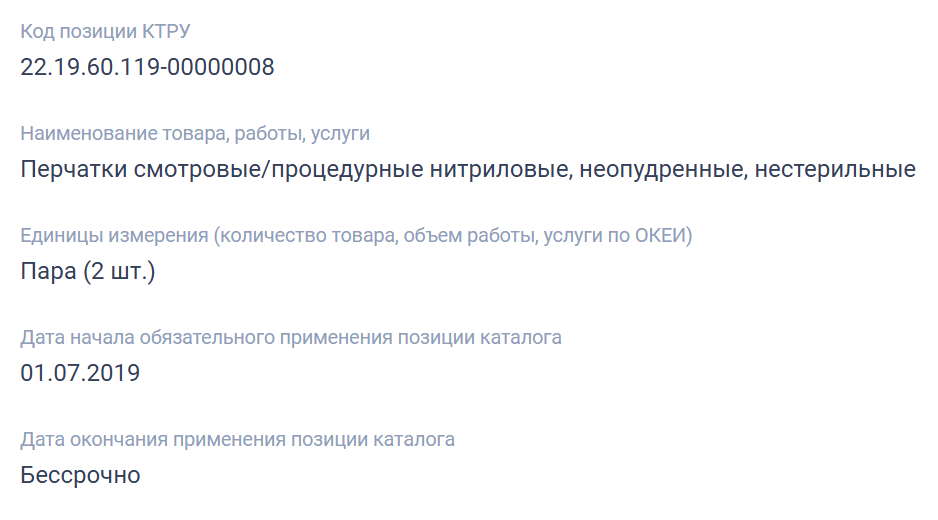 Код позиции КТРУ
22.19.60.119-00000008
Наименование товара, работы, услуги
Перчатки смотровые/процедурные нитриловые, неопудренные, нестерильные
Единицы измерения (количество товара, объем работы, услуги по ОКЕИ)
Пара (2 шт.)
Дата начала обязательного применения позиции каталога
01.07.2019
Дата окончания применения позиции каталога
Бессрочно